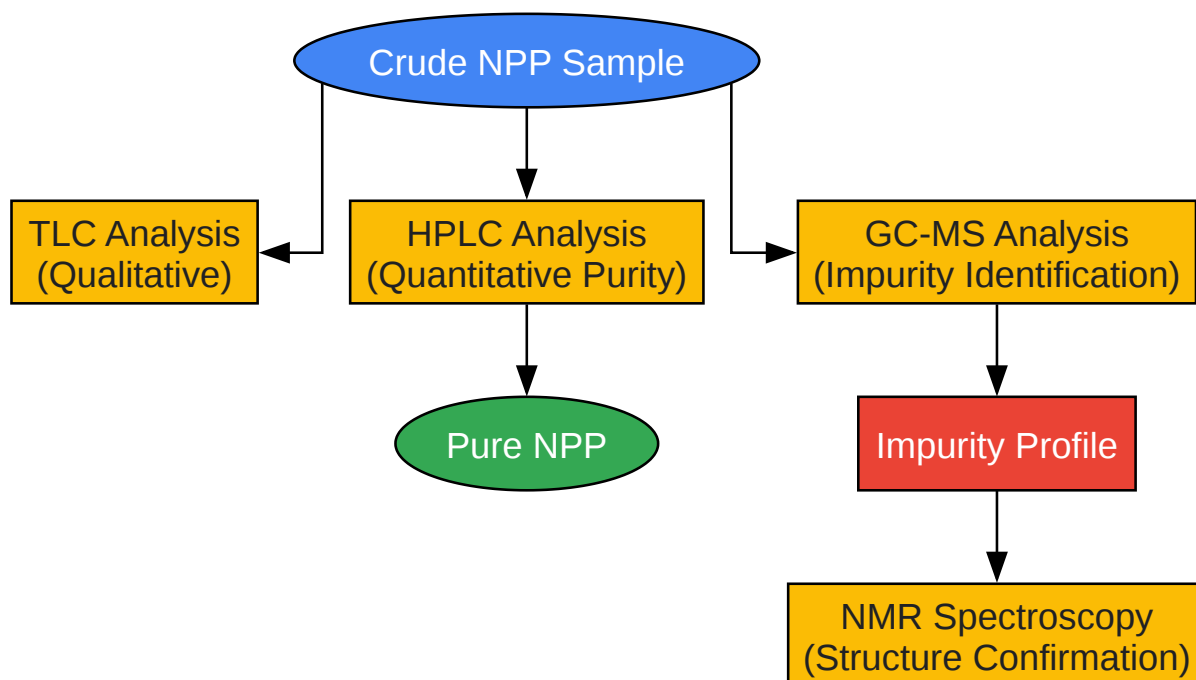 Crude NPP Sample
TLC Analysis
(Qualitative)
HPLC Analysis
(Quantitative Purity)
GC-MS Analysis
(Impurity Identification)
Pure NPP
Impurity Profile
NMR Spectroscopy
(Structure Confirmation)